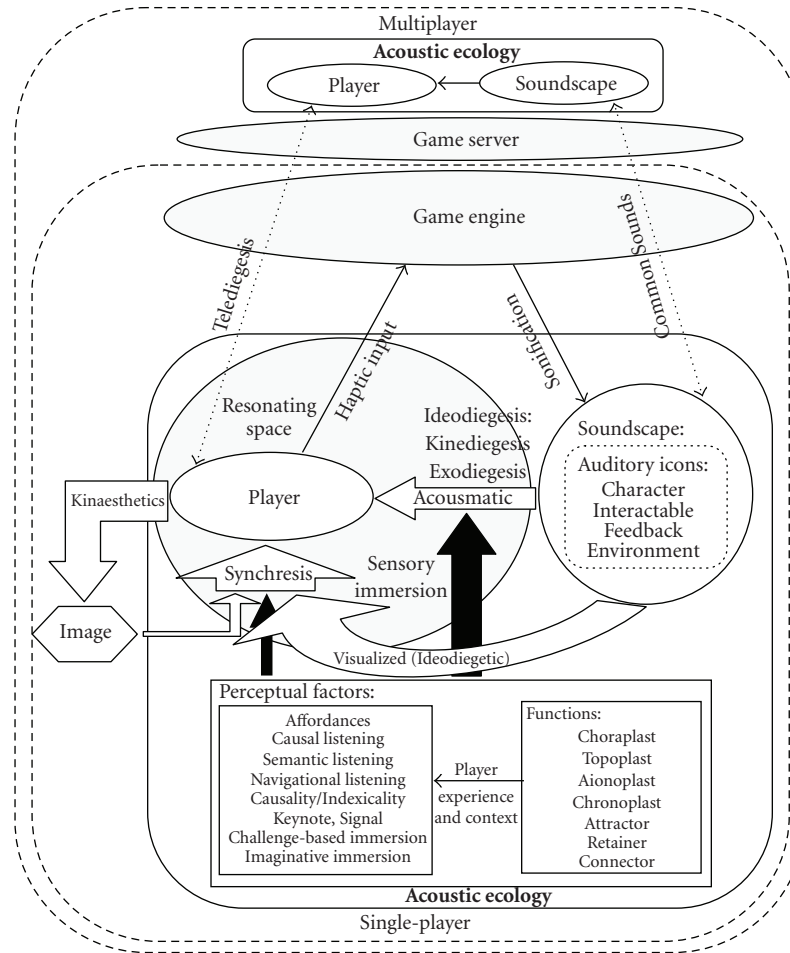 Multiplayer
Acoustic ecology
Player
Soundscape
Game server
Game engine
Telediegesis
Haptic input
Sonification
Common Sounds
Resonating
space
Ideodiegesis:
Kinediegesis
Exodiegesis
Acousmatic
Soundscape:
Auditory icons:
Character
Interactable
Feedback
Environment
Kinaesthetics
Player
Synchresis
Sensory
immersion
Image
Visualized (Ideodiegetic)
Perceptual factors:
Affordances
Causal listening
Semantic listening
Navigational listening
Causality/Indexicality
Keynote, Signal
Challenge-based immersion
Imaginative immersion
Player
experience
and context
Functions:
Choraplast
Topoplast
Aionoplast
Chronoplast
Attractor
Retainer
Connector
Acoustic ecology
Single-player